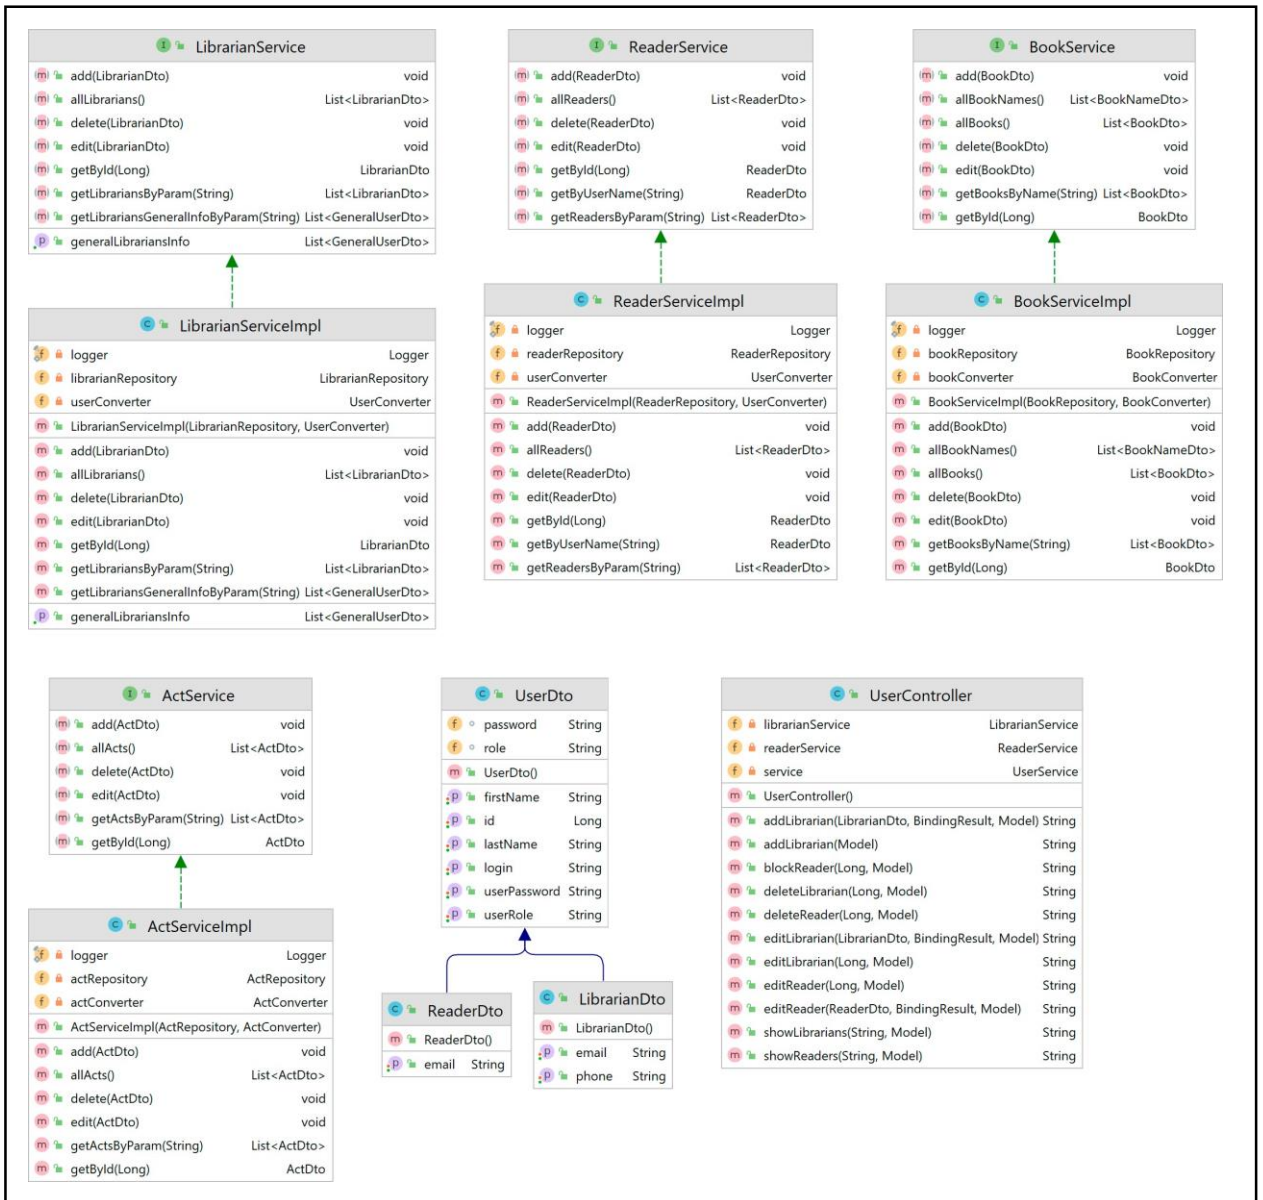 LibrarianService
add(LibrarianDto) void
allLibrarians() List<LibrarianDto>
delete(LibrarianDto) void
edit(LibrarianDto) void
getById(Long) LibrarianDto
getLibrariansByParam(String) List<LibrarianDto>
getLibrariansGeneralInfoByParam(String) List<GeneralUserDto>
generalLibrariansInfo List<GeneralUserDto>
ReaderService
add(ReaderDto) void
allReaders() List<ReaderDto>
delete(ReaderDto) void
edit(ReaderDto) void
getById(Long) ReaderDto
getByUserName(String) ReaderDto
getReadersByParam(String) List<ReaderDto>
BookService
add(BookDto) void
allBookNames() List<BookNameDto>
allBooks() List<BookDto>
delete(BookDto) void
edit(BookDto) void
getBooksByName(String) List<BookDto>
getById(Long) BookDto
LibrarianServiceImpl
logger Logger
librarianRepository LibrarianRepository
userConverter UserConverter
LibrarianServiceImpl(LibrarianRepository, UserConverter)
add(LibrarianDto) void
allLibrarians() List<LibrarianDto>
delete(LibrarianDto) void
edit(LibrarianDto) void
getById(Long) LibrarianDto
getLibrariansByParam(String) List<LibrarianDto>
getLibrariansGeneralInfoByParam(String) List<GeneralUserDto>
generalLibrariansInfo List<GeneralUserDto>
ReaderServiceImpl
logger Logger
readerRepository ReaderRepository
userConverter UserConverter
ReaderServiceImpl(ReaderRepository, UserConverter)
add(ReaderDto) void
allReaders() List<ReaderDto>
delete(ReaderDto) void
edit(ReaderDto) void
getById(Long) ReaderDto
getByUserName(String) ReaderDto
getReadersByParam(String) List<ReaderDto>
BookServiceImpl
logger Logger
bookRepository BookRepository
bookConverter BookConverter
BookServiceImpl(BookRepository, BookConverter)
add(BookDto) void
allBookNames() List<BookNameDto>
allBooks() List<BookDto>
delete(BookDto) void
edit(BookDto) void
getBooksByName(String) List<BookDto>
getById(Long) BookDto
ActService
add(ActDto) void
allActs() List<ActDto>
delete(ActDto) void
edit(ActDto) void
getActsByParam(String) List<ActDto>
getById(Long) ActDto
ActServiceImpl
logger Logger
actRepository ActRepository
actConverter ActConverter
ActServiceImpl(ActRepository, ActConverter)
add(ActDto) void
allActs() List<ActDto>
delete(ActDto) void
edit(ActDto) void
getActsByParam(String) List<ActDto>
getById(Long) ActDto
UserDto
password String
role String
UserDto()
firstName String
id Long
lastName String
login String
userPassword String
userRole String
ReaderDto
ReaderDto()
email String
LibrarianDto
LibrarianDto()
email String
phone String
UserController
librarianService LibrarianService
readerService ReaderService
service UserService
UserController()
addLibrarian(LibrarianDto, BindingResult, Model) String
addLibrarian(Model) String
blockReader(Long, Model) String
deleteLibrarian(Long, Model) String
deleteReader(Long, Model) String
editLibrarian(LibrarianDto, BindingResult, Model) String
editLibrarian(Long, Model) String
editReader(Long, Model) String
editReader(ReaderDto, BindingResult, Model) String
showLibrarians(String, Model) String
showReaders(String, Model) String